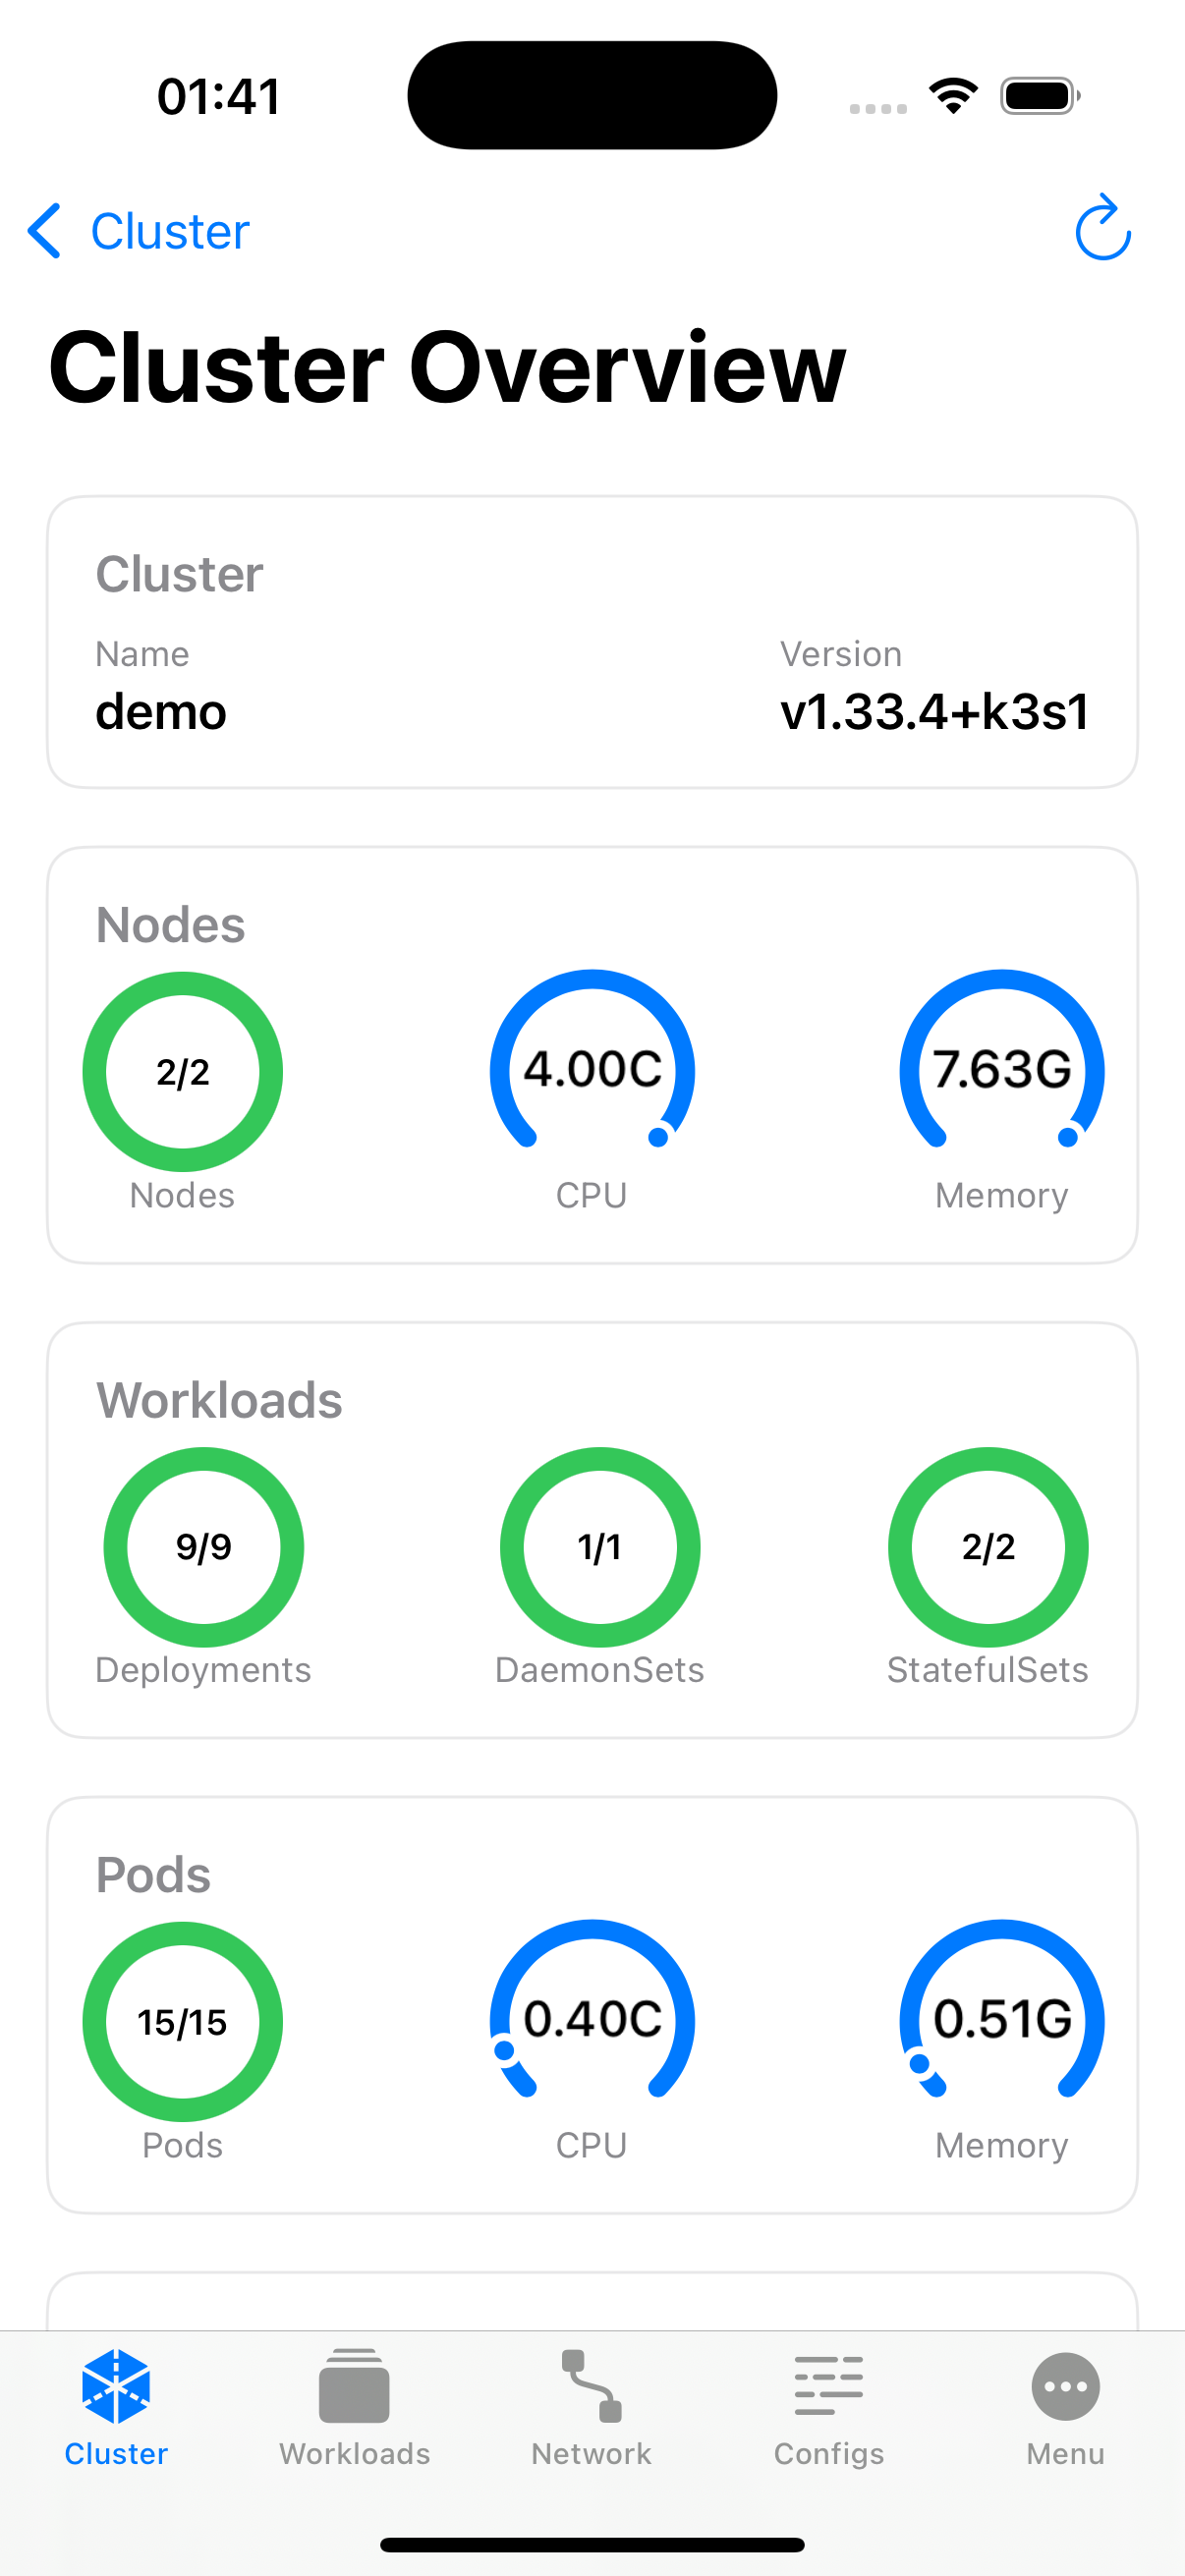 01:41
Cluster
Cluster Overview
Cluster
Name Version
demo v1.33.4+k3s1
Nodes
2/2 4.00C 7.63G
Nodes CPU Memory
Workloads
9/9 1/1 2/2
Deployments DaemonSets StatefulSets
Pods
15/15 0.40C 0.51G
Pods CPU Memory
Cluster Workloads Network Configs Menu